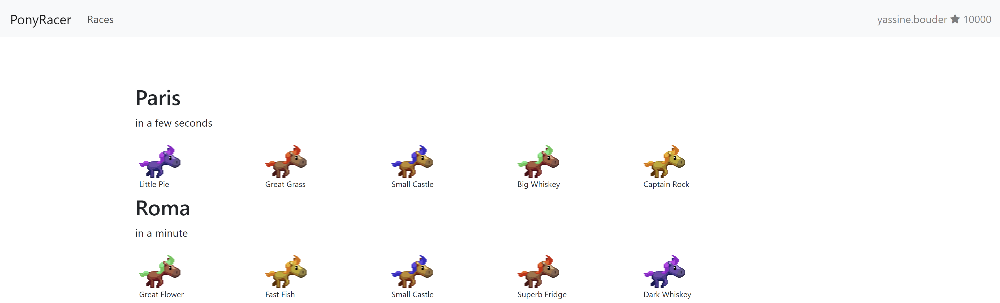 PonyRacer Races yassine.bouder ★ 10000
Paris
in a few seconds
Little Pie Great Grass Small Castle Big Whiskey Captain Rock
Roma
in a minute
Great Flower Fast Fish Small Castle Superb Fridge Dark Whiskey